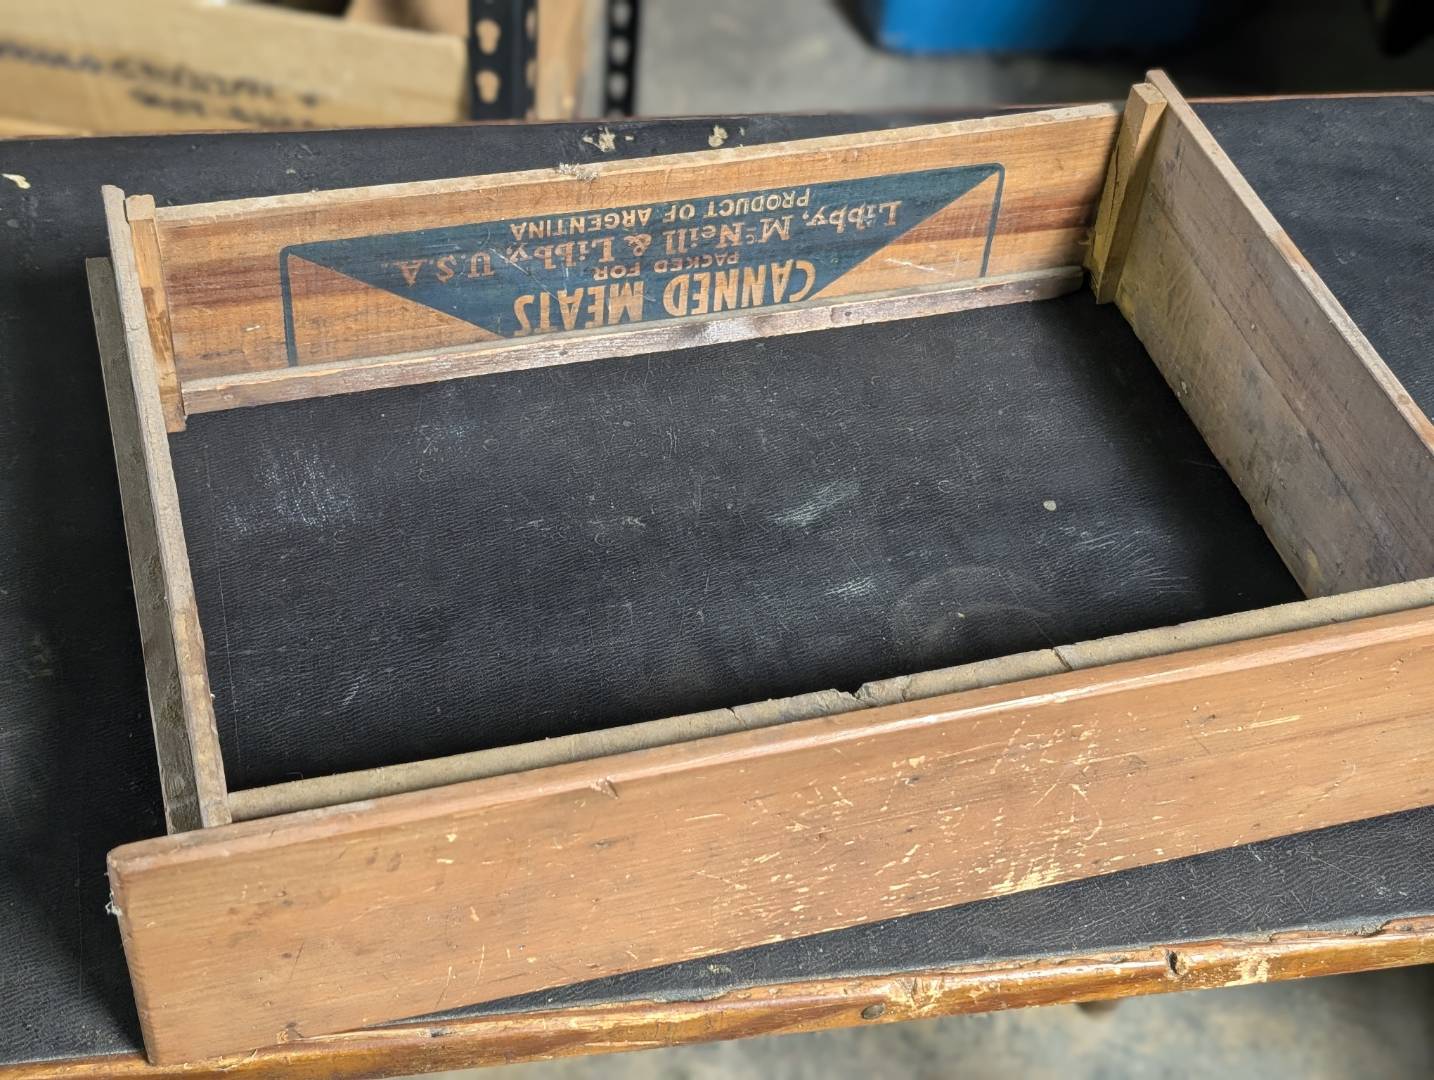 CANNED MEATS
PACKED FOR
Libby, McNeill & Libby, U.S.A.
PRODUCT OF ARGENTINA